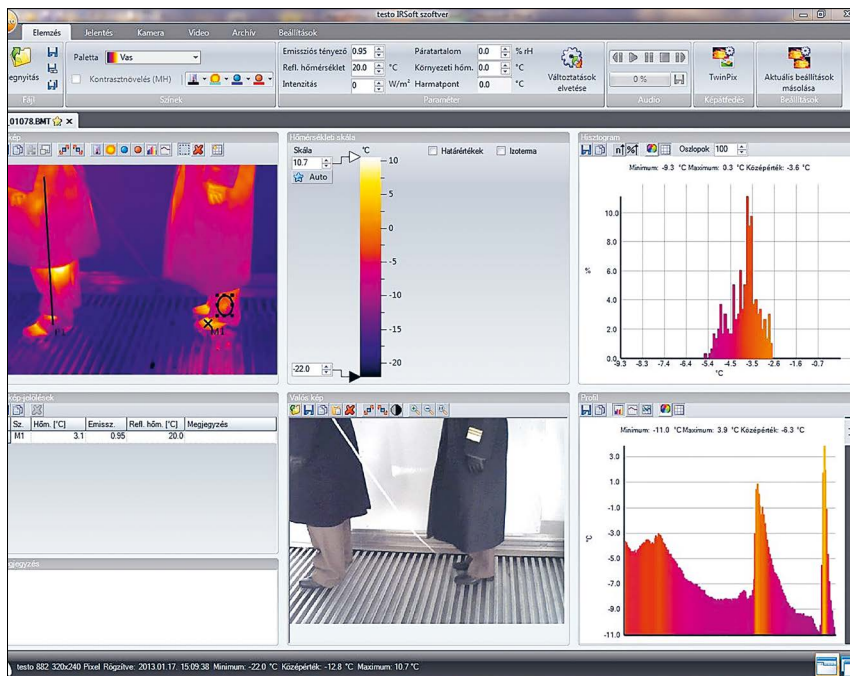 testo IRSoft szoftver
Elemzés Jelentés Kamera Video Archív Beállítások
egnyitás
Fájl
Paletta Vas
Kontrasztnövelés (MH)
Színek
Emissziós tényező 0.95 Páratartalom 0.0 % rH
Refl. hőmérséklet 20.0 °C Környezeti hőm. 0.0 °C
Intenzitás 0 W/m² Harmatpont 0.0 °C
Változtatások
elvetése
Paraméter
0 %
Audio
TwinPix
Képátfedés
Aktuális beállítások
másolása
Beállítások
01078.BMT
kép
M1
Hőmérsékleti skála
Skála °C
10.7
Auto
Határértékek Izoterma
10
5
0
-5
-10
-15
-20
-22.0
Hisztogram
n % Oszlopok 100
Minimum: -9.3 °C Maximum: 0.3 °C Középérték: -3.6 °C
10.0
8.0
6.0
4.0
2.0
0.0
-9.3 -8.3 -7.4 -6.4 -5.4 -4.5 -3.5 -2.6 -1.6 -0.7
°C
kép-jelölések
Sz. Hőm. [°C] Emissz. Refl. hőm. [°C] Megjegyzés
M1 3.1 0.95 20.0
egjegyzés
Valós kép
Profil
Minimum: -11.0 °C Maximum: 3.9 °C Középérték: -6.3 °C
°C
3.0
1.0
-1.0
-3.0
-5.0
-7.0
-9.0
-11.0
testo 882 320x240 Pixel Rögzítve: 2013.01.17. 15:09:38 Minimum: -22.0 °C Középérték: -12.8 °C Maximum: 10.7 °C